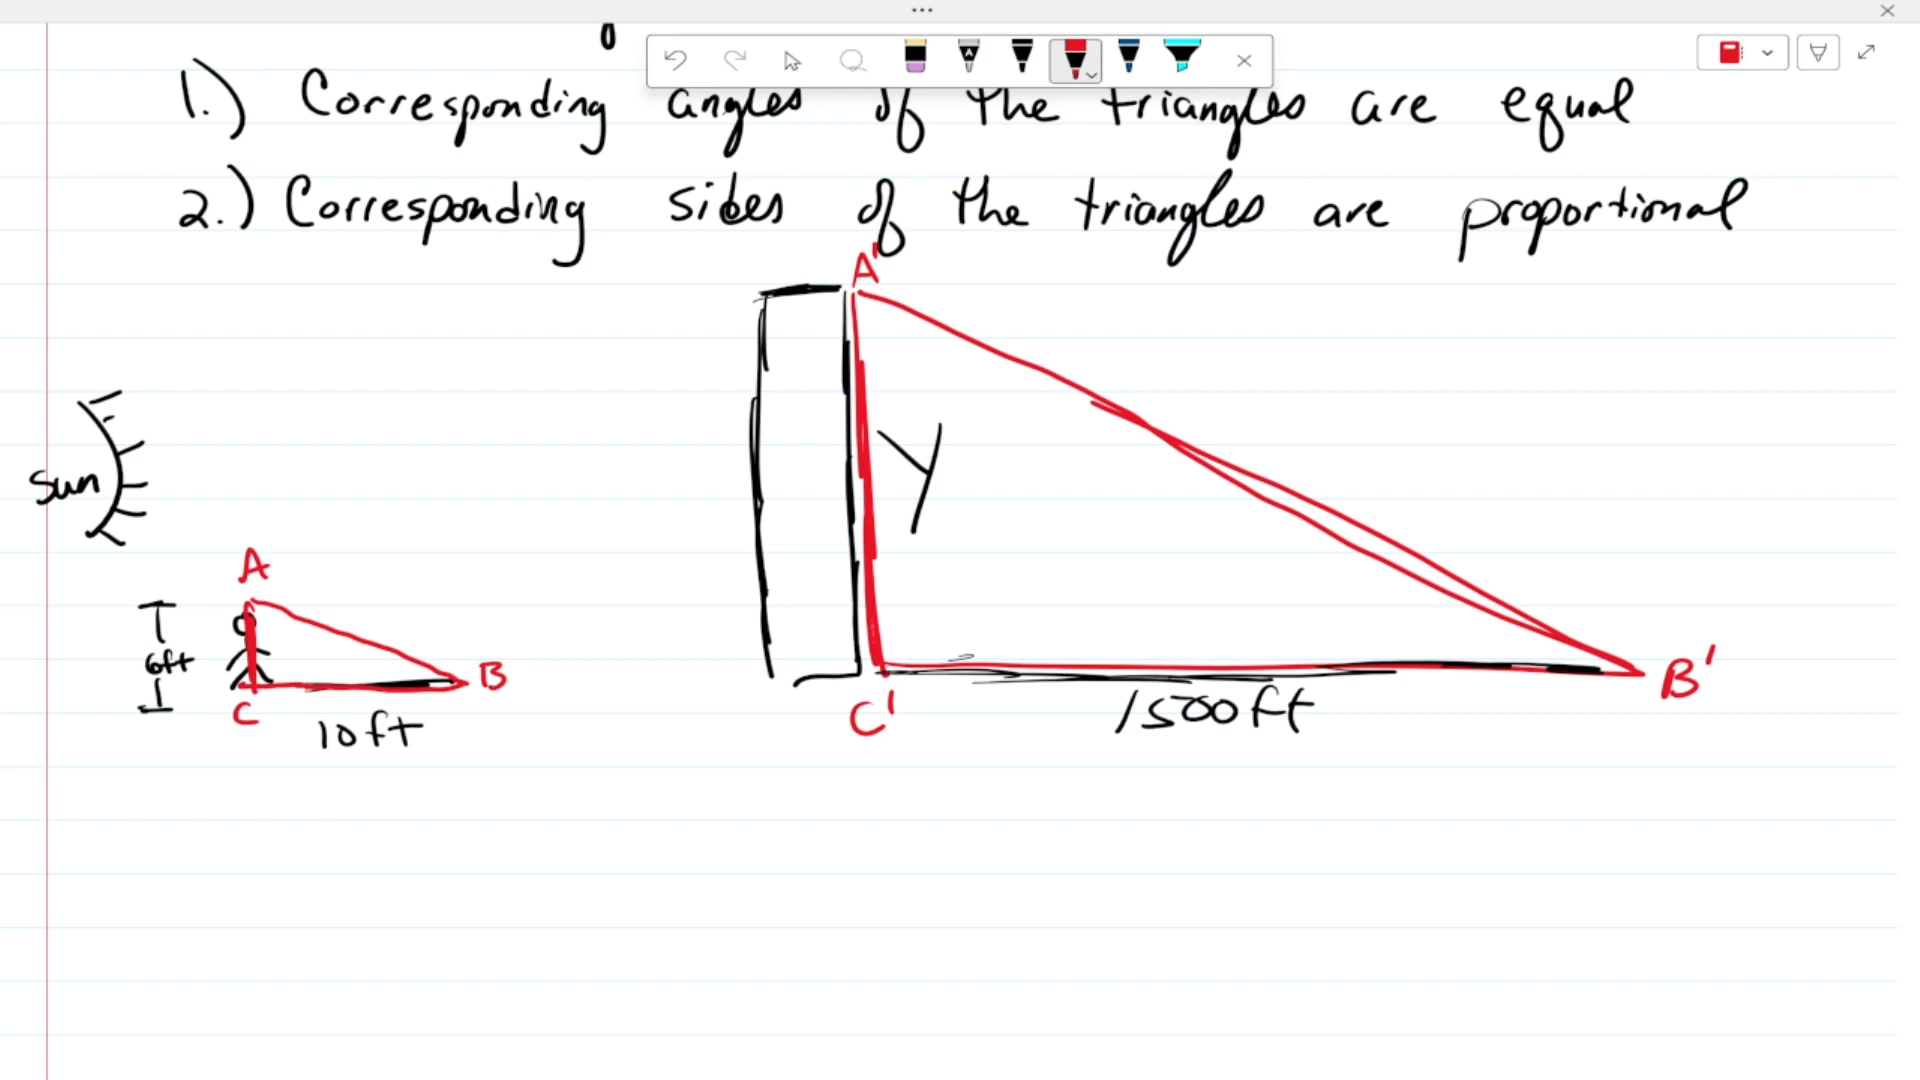 1.) Corresponding angles of the triangles are equal
2.) Corresponding sides of the triangles are proportional
A'
Y
sun
A
6ft
B
C
10ft
C'
1500ft
B'